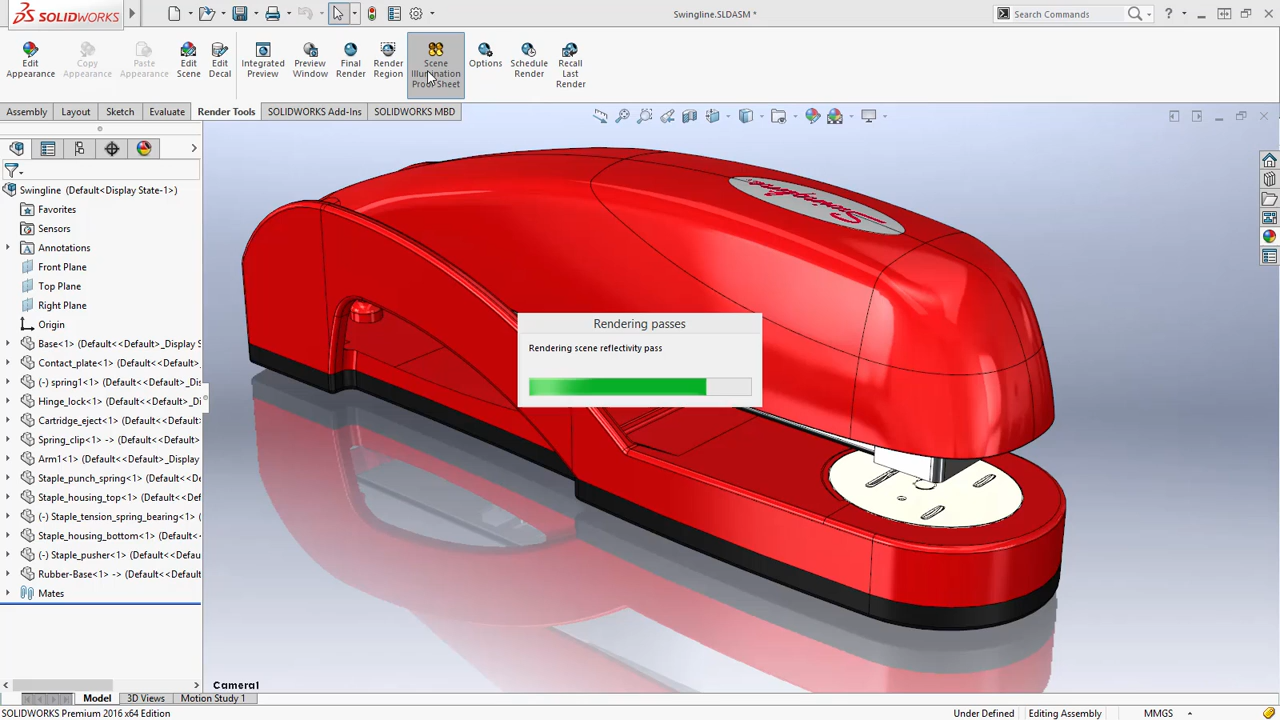 SOLIDWORKS
Swingline.SLDASM *
Search Commands
Edit Appearance
Copy Appearance
Paste Appearance
Edit Scene
Edit Decal
Integrated Preview
Preview Window
Final Render
Render Region
Scene Illumination Proof Sheet
Options
Schedule Render
Recall Last Render
Assembly
Layout
Sketch
Evaluate
Render Tools
SOLIDWORKS Add-Ins
SOLIDWORKS MBD
Swingline (Default<Display State-1>)
Favorites
Sensors
Annotations
Front Plane
Top Plane
Right Plane
Origin
Base<1> (Default<<Default>_Display S
Contact_plate<1> (Default<<Default>
(-) spring1<1> (Default<<Default>_Dis
Hinge_lock<1> (Default<<Default>_Di
Cartridge_eject<1> (Default<<Default
Spring_clip<1> (Default<<Default>_Di
Arm1<1> (Default<<Default>_Display
Staple_punch_spring<1> (Default<<D
Staple_housing_top<1> (Default<<De
(-) Staple_tension_spring_bearing<1>
Staple_housing_bottom<1> (Default<
(-) Staple_pusher<1> (Default<<Defau
Rubber-Base<1> -> (Default<<Default
Mates
Swingline
Rendering passes
Rendering scene reflectivity pass
Camera1
Model
3D Views
Motion Study 1
SOLIDWORKS Premium 2016 x64 Edition
Under Defined
Editing Assembly
MMGS